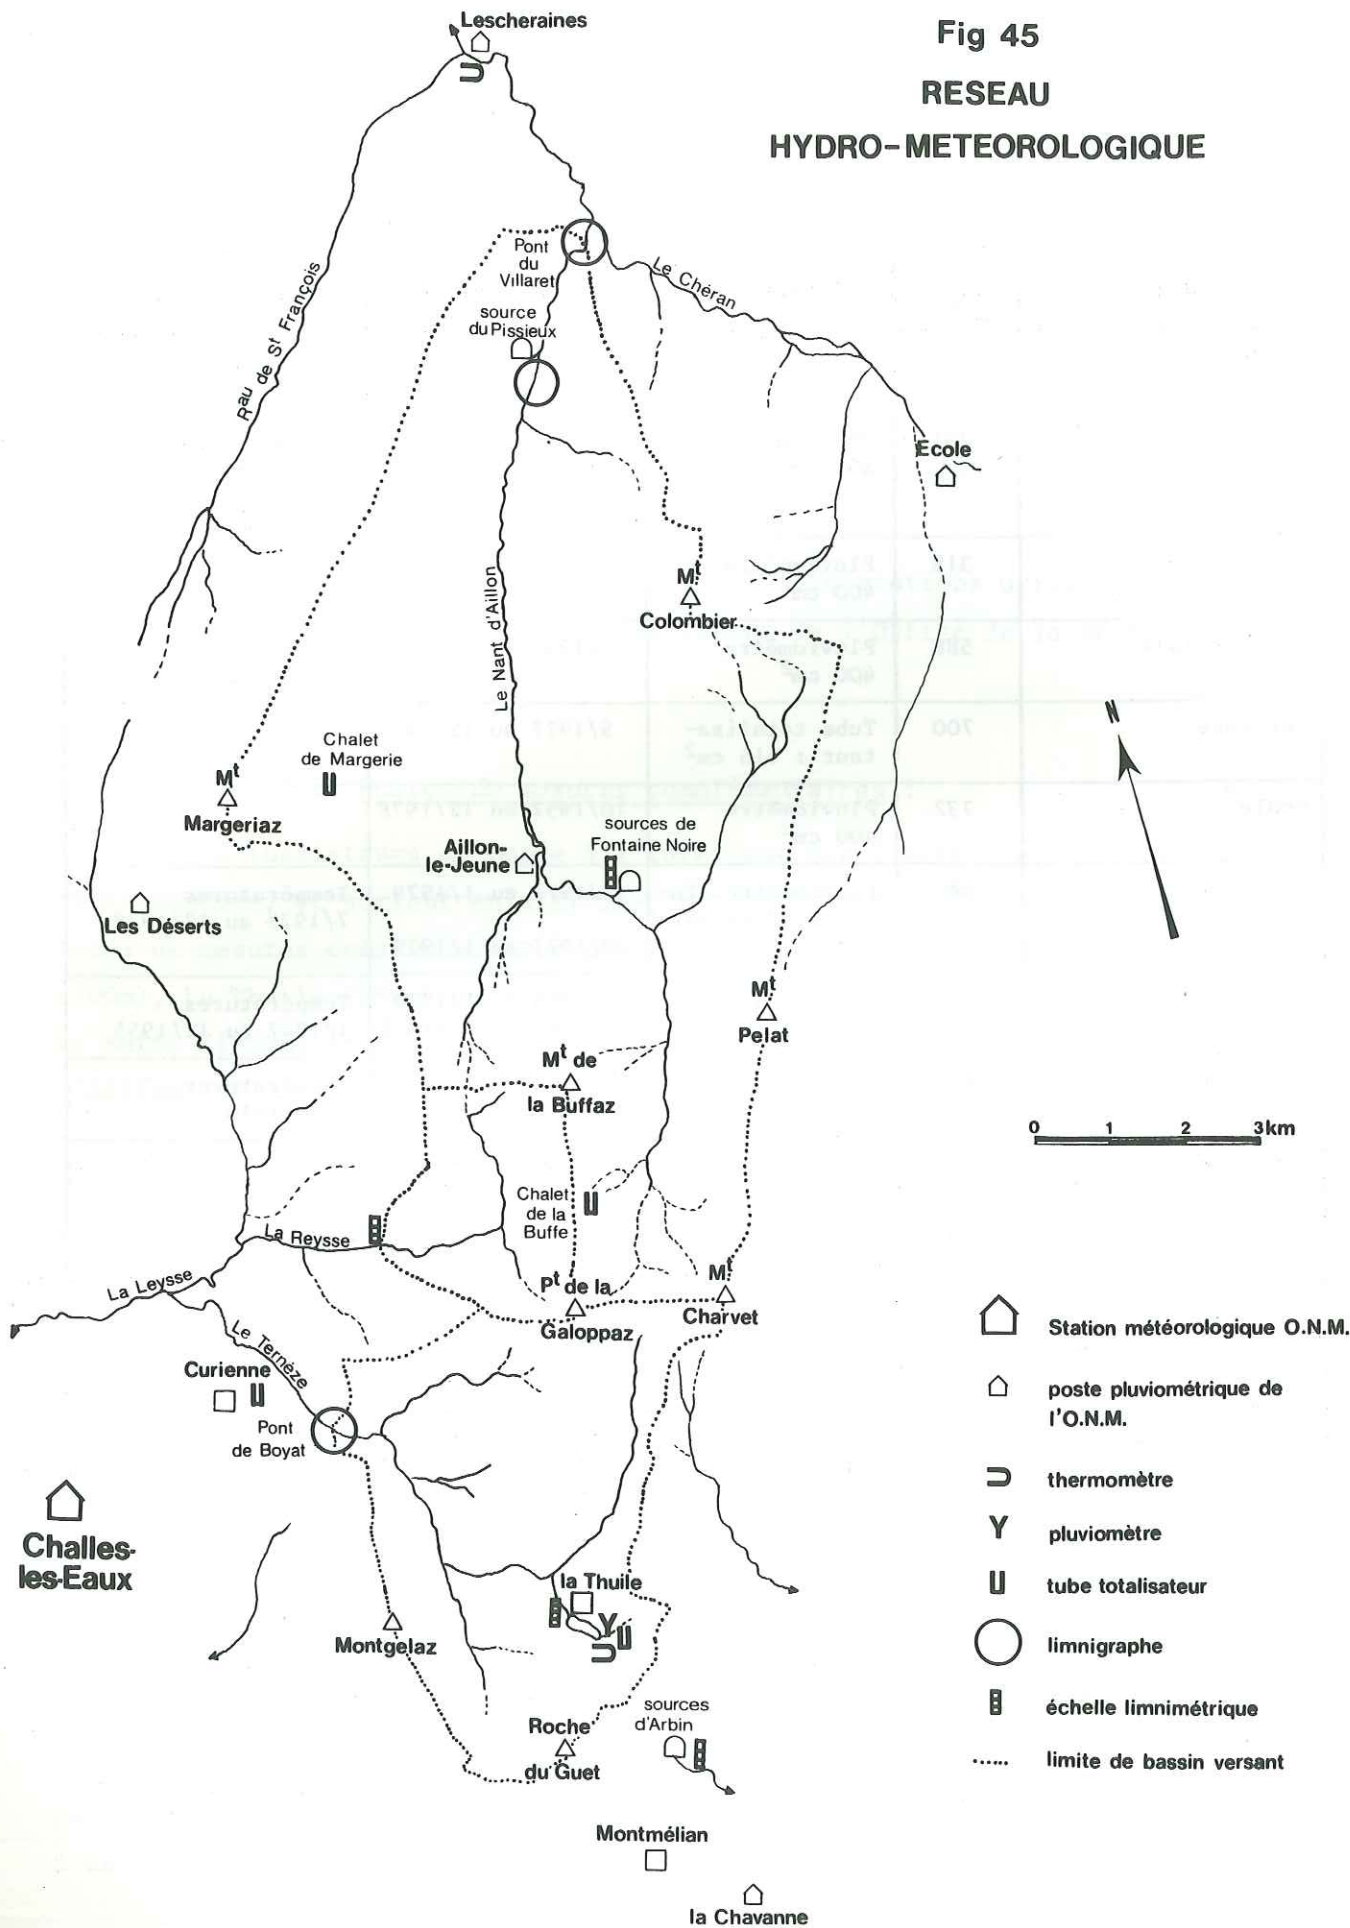 Fig 45
RESEAU
HYDRO-METEOROLOGIQUE
Lescheraines
Pont
du
Villaret
Le Chéran
source
du Pissieux
Rau de St François
Ecole
Mt
Colombier
Le Nant d'Aillon
N
Chalet
de Margerie
Mt
Margeriaz
sources de
Fontaine Noire
Aillon-
le-Jeune
Les Déserts
Mt
Pelat
Mt de
la Buffaz
0 1 2 3km
Chalet
de la
Buffe
La Reysse
La Leysse
Pt de la
Galoppaz
Mt
Charvet
Le Ternèze
Curienne
Pont
de Boyat
Challes-
les-Eaux
la Thuile
Montgelaz
sources
d'Arbin
Roche
du Guet
Montmélian
la Chavanne
Station météorologique O.N.M.
poste pluviométrique de
l'O.N.M.
thermomètre
pluviomètre
tube totalisateur
limnigraphe
échelle limnimétrique
limite de bassin versant